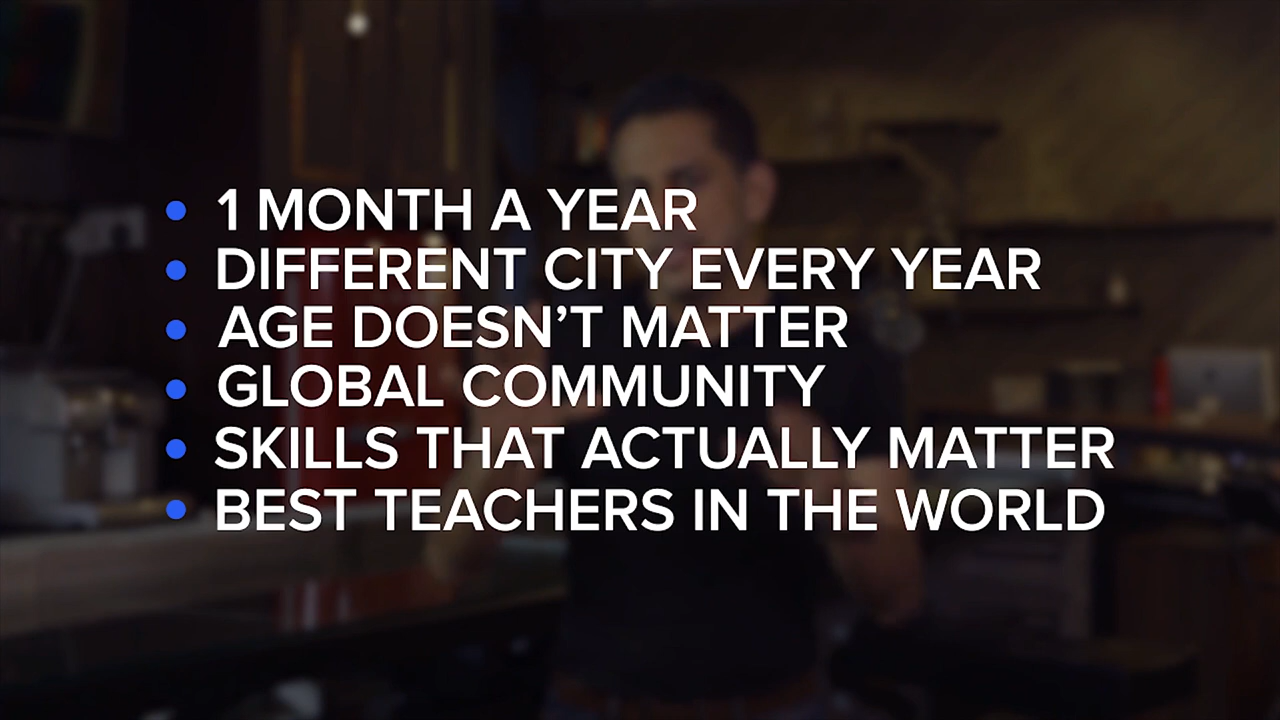 • 1 MONTH A YEAR
• DIFFERENT CITY EVERY YEAR
• AGE DOESN’T MATTER
• GLOBAL COMMUNITY
• SKILLS THAT ACTUALLY MATTER
• BEST TEACHERS IN THE WORLD